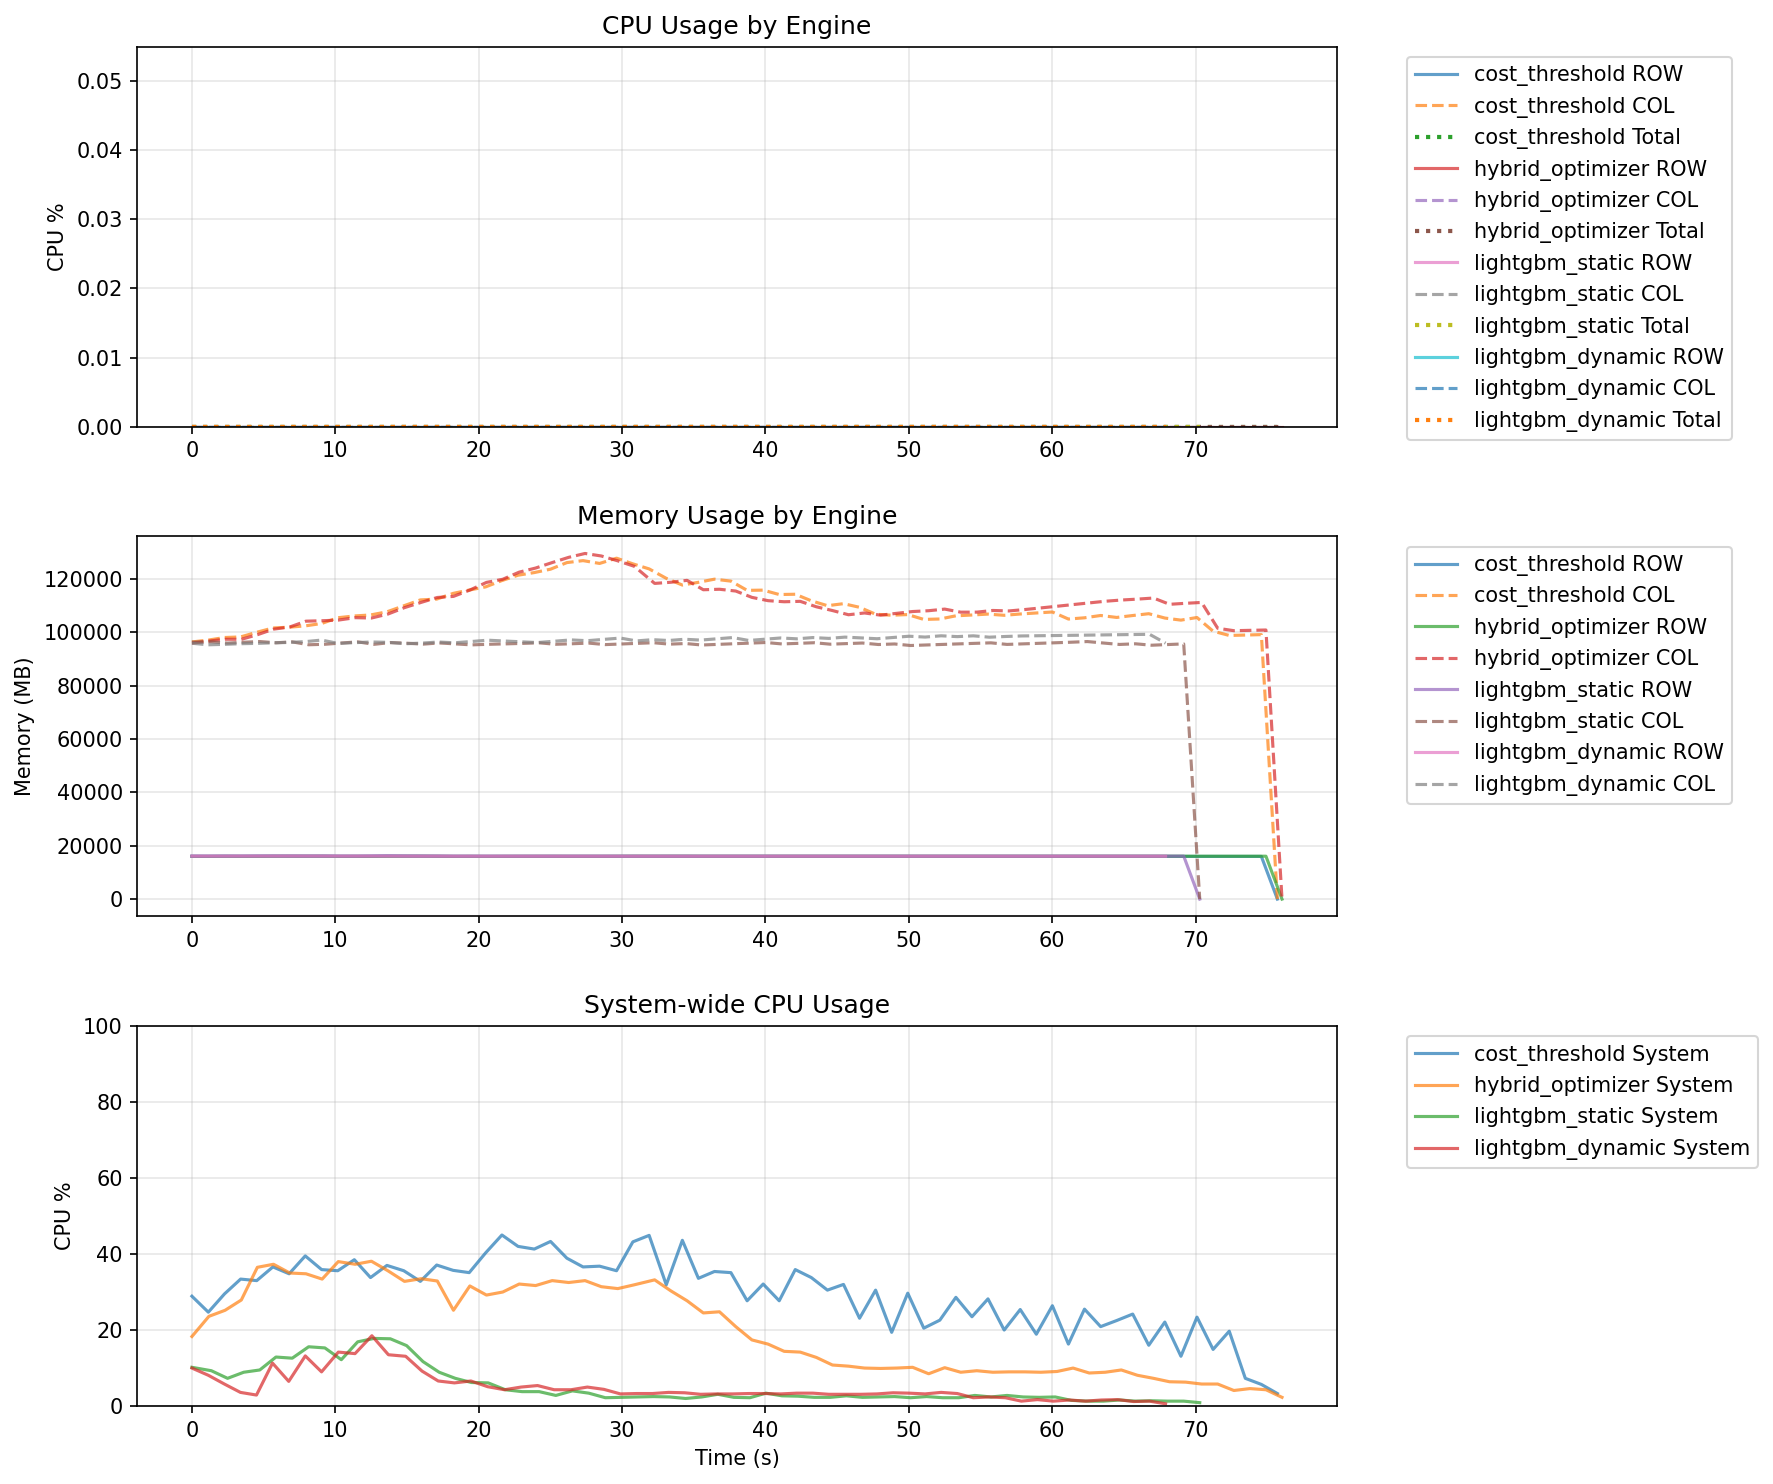 CPU Usage by Engine
CPU %
0.05
0.04
0.03
0.02
0.01
0.00
0 10 20 30 40 50 60 70
cost_threshold ROW
cost_threshold COL
cost_threshold Total
hybrid_optimizer ROW
hybrid_optimizer COL
hybrid_optimizer Total
lightgbm_static ROW
lightgbm_static COL
lightgbm_static Total
lightgbm_dynamic ROW
lightgbm_dynamic COL
lightgbm_dynamic Total
Memory Usage by Engine
Memory (MB)
120000
100000
80000
60000
40000
20000
0
0 10 20 30 40 50 60 70
cost_threshold ROW
cost_threshold COL
hybrid_optimizer ROW
hybrid_optimizer COL
lightgbm_static ROW
lightgbm_static COL
lightgbm_dynamic ROW
lightgbm_dynamic COL
System-wide CPU Usage
CPU %
100
80
60
40
20
0
0 10 20 30 40 50 60 70
Time (s)
cost_threshold System
hybrid_optimizer System
lightgbm_static System
lightgbm_dynamic System